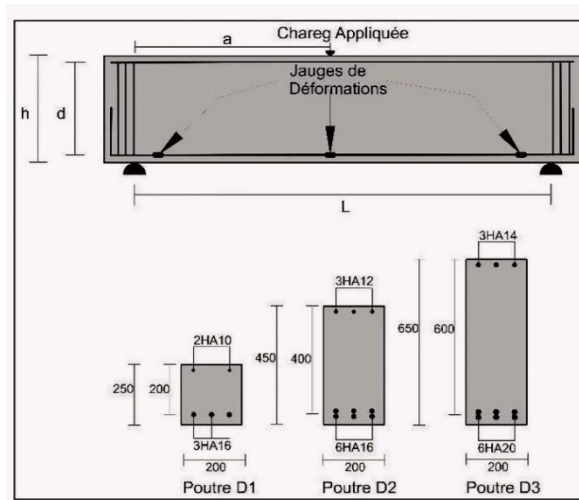 Chareg Appliquée
a
Jauges de
Déformations
h
d
L
3HA14
3HA12
2HA10
250
200
450
400
650
600
3HA16
6HA16
6HA20
200
200
200
Poutre D1
Poutre D2
Poutre D3